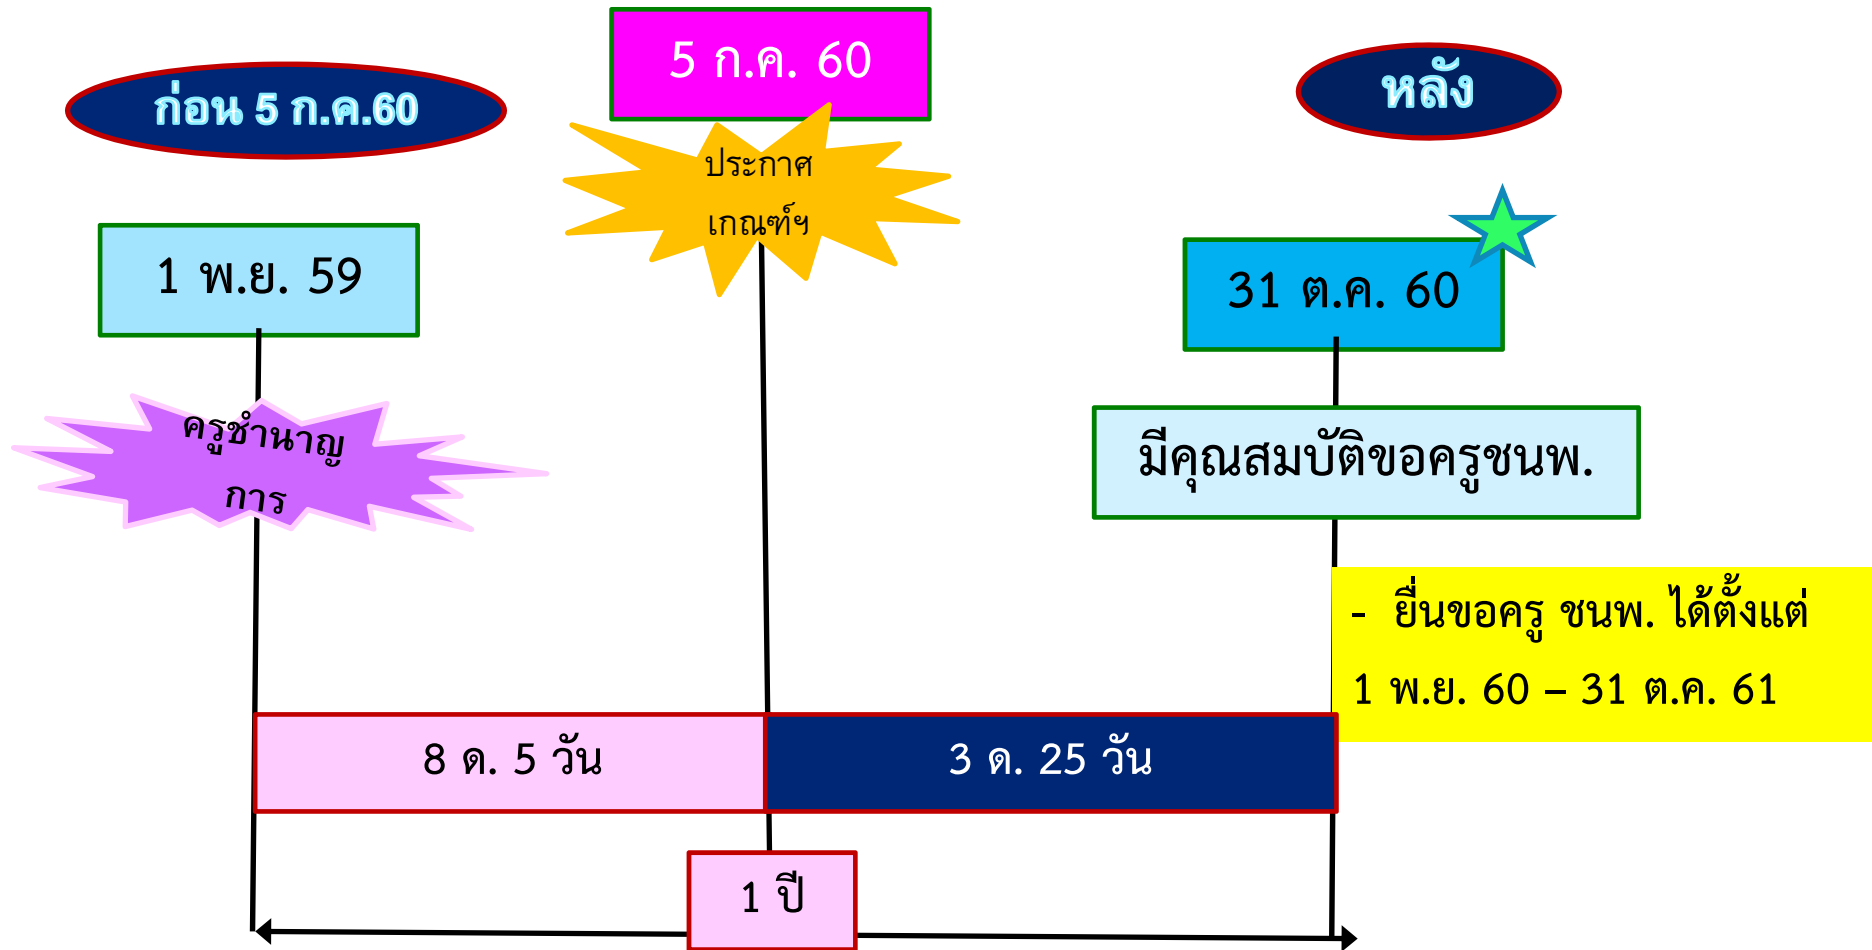 5 ก.ค. 60
ก่อน 5 ก.ค.60
หลัง
ประกาศ
เกณฑ์ฯ
1 พ.ย. 59
31 ต.ค. 60
ครูชำนาญ
การ
มีคุณสมบัติขอครูชนพ.
- ยื่นขอครู ชนพ. ได้ตั้งแต่
1 พ.ย. 60 – 31 ต.ค. 61
8 ด. 5 วัน
3 ด. 25 วัน
1 ปี